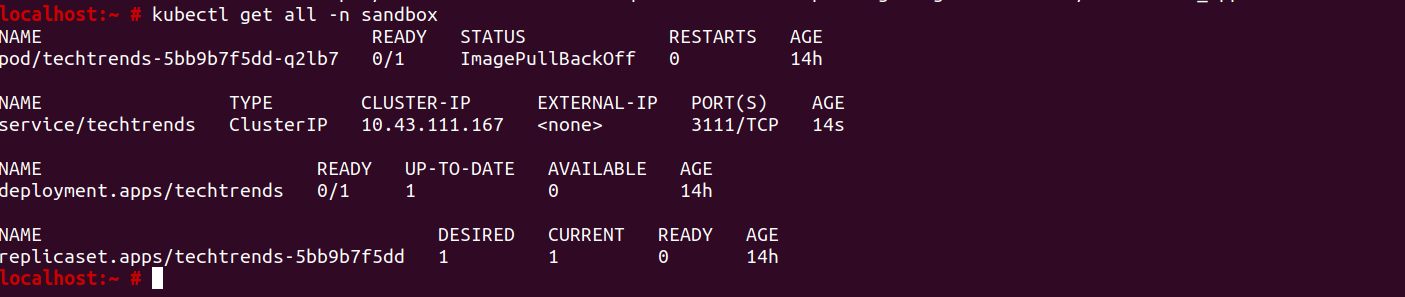 localhost:~ # kubectl get all -n sandbox
NAME                              READY   STATUS             RESTARTS   AGE
pod/techtrends-5bb9b7f5dd-q2lb7   0/1     ImagePullBackOff   0          14h

NAME                 TYPE        CLUSTER-IP      EXTERNAL-IP   PORT(S)    AGE
service/techtrends   ClusterIP   10.43.111.167   <none>        3111/TCP   14s

NAME                         READY   UP-TO-DATE   AVAILABLE   AGE
deployment.apps/techtrends   0/1     1            0           14h

NAME                                    DESIRED   CURRENT   READY   AGE
replicaset.apps/techtrends-5bb9b7f5dd   1         1         0       14h
localhost:~ #